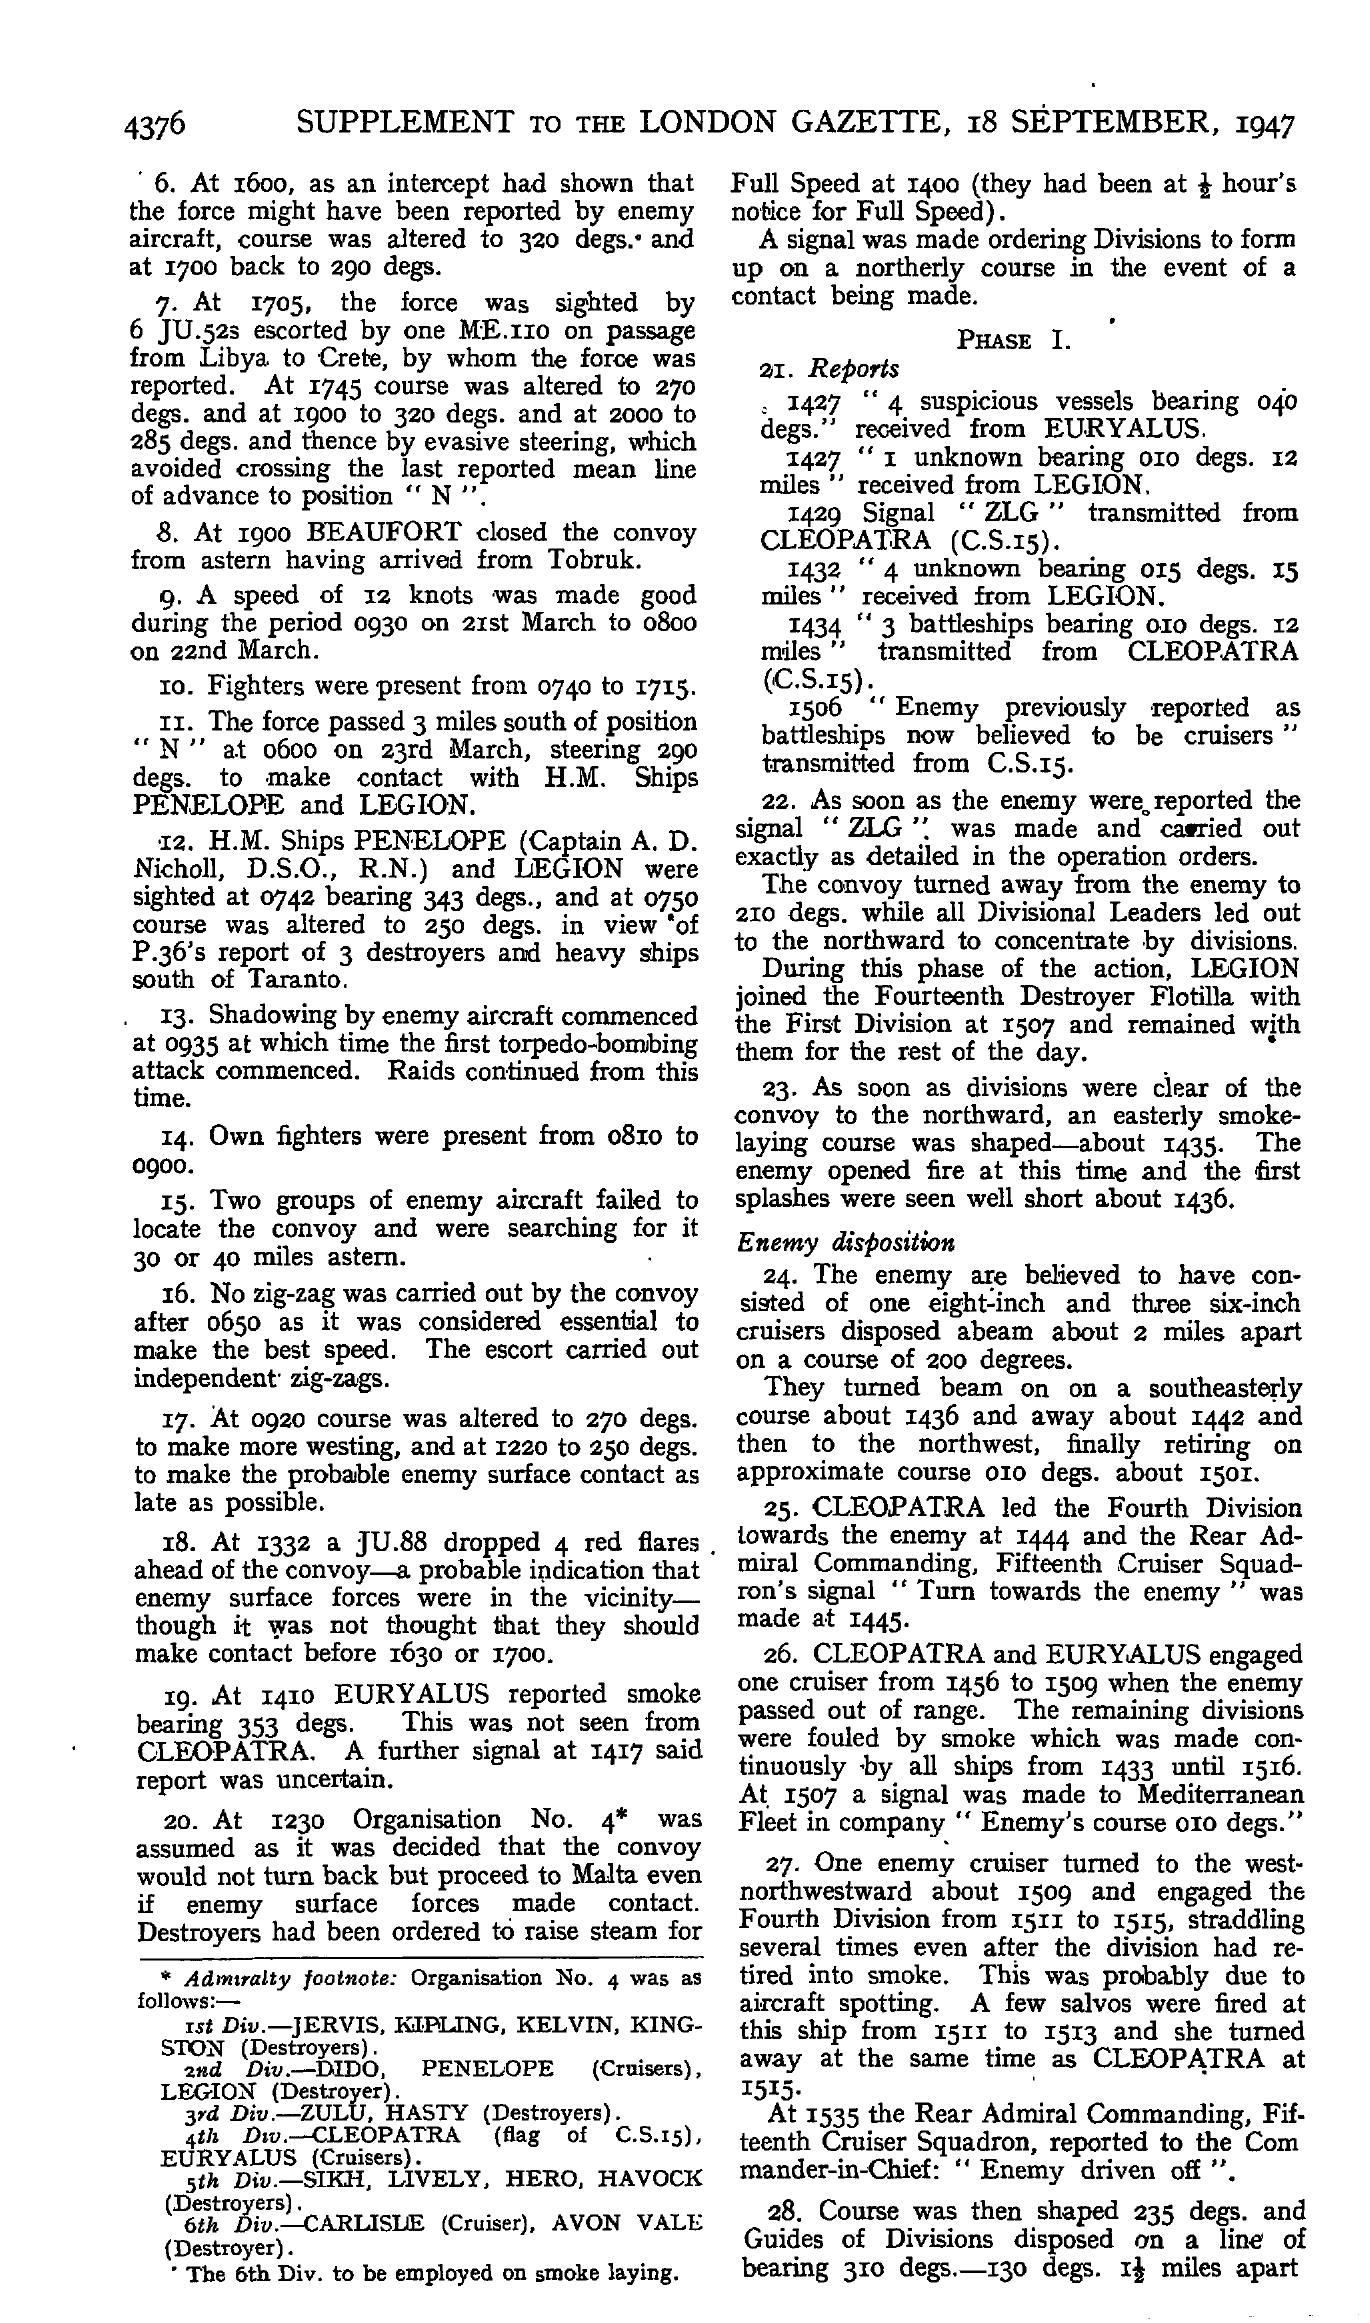 4376 SUPPLEMENT TO THE LONDON GAZETTE, 18 SEPTEMBER, 1947
6. At 1600, as an intercept had shown that
the force might have been reported by enemy
aircraft, course was altered to 320 degs. and
at 1700 back to 290 degs.
7. At 1705, the force was sighted by
6 JU.52s escorted by one ME.110 on passage
from Libya to Crete, by whom the force was
reported. At 1745 course was altered to 270
degs. and at 1900 to 320 degs. and at 2000 to
285 degs. and thence by evasive steering, which
avoided crossing the last reported mean line
of advance to position " N ".
8. At 1900 BEAUFORT closed the convoy
from astern having arrived from Tobruk.
9. A speed of 12 knots was made good
during the period 0930 on 21st March to 0800
on 22nd March.
10. Fighters were present from 0740 to 1715.
11. The force passed 3 miles south of position
" N " at 0600 on 23rd March, steering 290
degs. to make contact with H.M. Ships
PENELOPE and LEGION.
12. H.M. Ships PENELOPE (Captain A. D.
Nicholl, D.S.O., R.N.) and LEGION were
sighted at 0742 bearing 343 degs., and at 0750
course was altered to 250 degs. in view of
P.36's report of 3 destroyers and heavy ships
south of Taranto.
13. Shadowing by enemy aircraft commenced
at 0935 at which time the first torpedo-bombing
attack commenced. Raids continued from this
time.
14. Own fighters were present from 0810 to
0900.
15. Two groups of enemy aircraft failed to
locate the convoy and were searching for it
30 or 40 miles astern.
16. No zig-zag was carried out by the convoy
after 0650 as it was considered essential to
make the best speed. The escort carried out
independent zig-zags.
17. At 0920 course was altered to 270 degs.
to make more westing, and at 1220 to 250 degs.
to make the probable enemy surface contact as
late as possible.
18. At 1332 a JU.88 dropped 4 red flares
ahead of the convoy—a probable indication that
enemy surface forces were in the vicinity—
though it was not thought that they should
make contact before 1630 or 1700.
19. At 1410 EURYALUS reported smoke
bearing 353 degs. This was not seen from
CLEOPATRA. A further signal at 1417 said
report was uncertain.
20. At 1230 Organisation No. 4* was
assumed as it was decided that the convoy
would not turn back but proceed to Malta even
if enemy surface forces made contact.
Destroyers had been ordered to raise steam for
* Admiralty footnote: Organisation No. 4 was as
follows:—
1st Div.—JERVIS, KIPLING, KELVIN, KING-
STON (Destroyers).
2nd Div.—DIDO, PENELOPE (Cruisers),
LEGION (Destroyer).
3rd Div.—ZULU, HASTY (Destroyers).
4th Div.—CLEOPATRA (flag of C.S.15),
EURYALUS (Cruisers).
5th Div.—SIKH, LIVELY, HERO, HAVOCK
(Destroyers).
6th Div.—CARLISLE (Cruiser), AVON VALE
(Destroyer).
The 6th Div. to be employed on smoke laying.
Full Speed at 1400 (they had been at ½ hour's
notice for Full Speed).
A signal was made ordering Divisions to form
up on a northerly course in the event of a
contact being made.
PHASE I.
21. Reports
1427 " 4 suspicious vessels bearing 040
degs." received from EURYALUS.
1427 " 1 unknown bearing 010 degs. 12
miles " received from LEGION.
1429 Signal " ZLG " transmitted from
CLEOPATRA (C.S.15).
1432 " 4 unknown bearing 015 degs. 15
miles " received from LEGION.
1434 " 3 battleships bearing 010 degs. 12
miles " transmitted from CLEOPATRA
(C.S.15).
1506 " Enemy previously reported as
battleships now believed to be cruisers "
transmitted from C.S.15.
22. As soon as the enemy were reported the
signal " ZLG " was made and carried out
exactly as detailed in the operation orders.
The convoy turned away from the enemy to
210 degs. while all Divisional Leaders led out
to the northward to concentrate by divisions.
During this phase of the action, LEGION
joined the Fourteenth Destroyer Flotilla with
the First Division at 1507 and remained with
them for the rest of the day.
23. As soon as divisions were clear of the
convoy to the northward, an easterly smoke-
laying course was shaped—about 1435. The
enemy opened fire at this time and the first
splashes were seen well short about 1436.
Enemy disposition
24. The enemy are believed to have con-
sisted of one eight-inch and three six-inch
cruisers disposed abeam about 2 miles apart
on a course of 200 degrees.
They turned beam on on a southeasterly
course about 1436 and away about 1442 and
then to the northwest, finally retiring on
approximate course 010 degs. about 1501.
25. CLEOPATRA led the Fourth Division
towards the enemy at 1444 and the Rear Ad-
miral Commanding, Fifteenth Cruiser Squad-
ron's signal " Turn towards the enemy " was
made at 1445.
26. CLEOPATRA and EURYALUS engaged
one cruiser from 1456 to 1509 when the enemy
passed out of range. The remaining divisions
were fouled by smoke which was made con-
tinuously by all ships from 1433 until 1516.
At 1507 a signal was made to Mediterranean
Fleet in company " Enemy's course 010 degs."
27. One enemy cruiser turned to the west-
northwestward about 1509 and engaged the
Fourth Division from 1511 to 1515, straddling
several times even after the division had re-
tired into smoke. This was probably due to
aircraft spotting. A few salvos were fired at
this ship from 1511 to 1513 and she turned
away at the same time as CLEOPATRA at
1515.
At 1535 the Rear Admiral Commanding, Fif-
teenth Cruiser Squadron, reported to the Com
mander-in-Chief: " Enemy driven off ".
28. Course was then shaped 235 degs. and
Guides of Divisions disposed on a line of
bearing 310 degs.—130 degs. 1½ miles apart